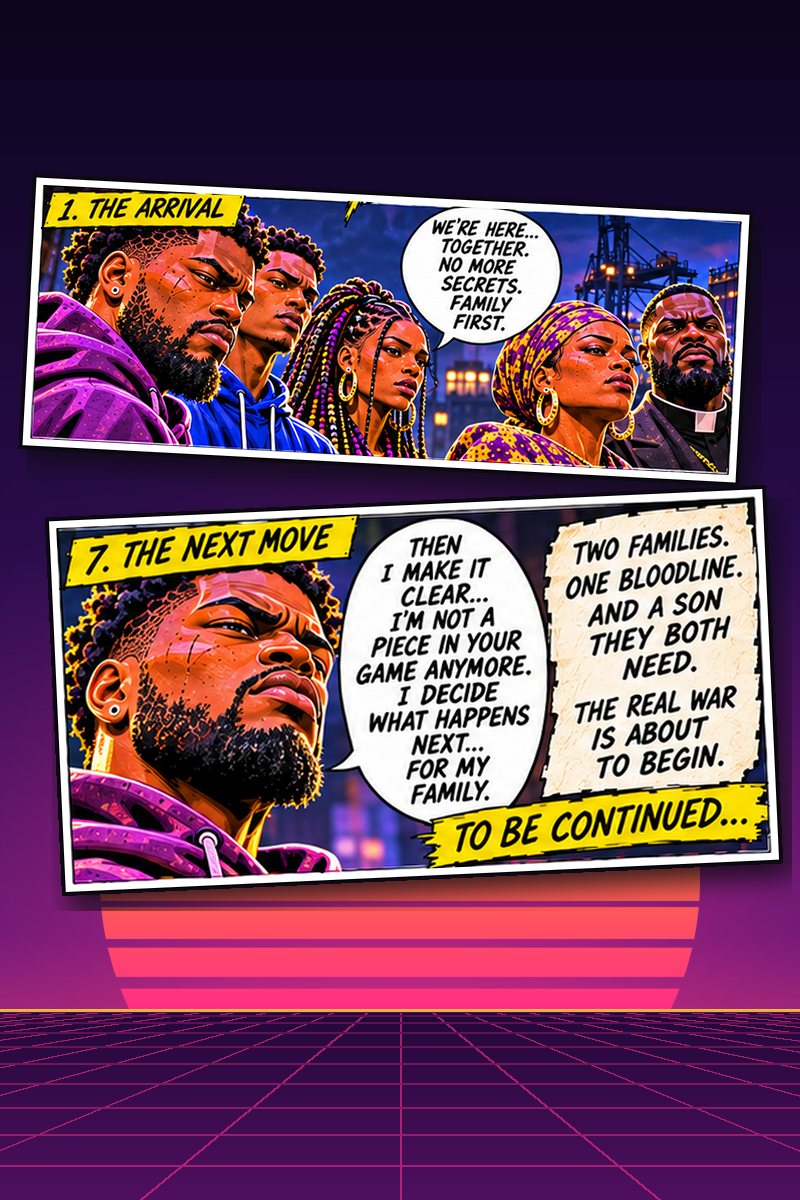 1. THE ARRIVAL
WE'RE HERE...
TOGETHER.
NO MORE
SECRETS.
FAMILY
FIRST.
7. THE NEXT MOVE
THEN
I MAKE IT
CLEAR...
I'M NOT A
PIECE IN YOUR
GAME ANYMORE.
I DECIDE
WHAT HAPPENS
NEXT...
FOR MY
FAMILY.
TWO FAMILIES.
ONE BLOODLINE.
AND A SON
THEY BOTH
NEED.
THE REAL WAR
IS ABOUT
TO BEGIN.
TO BE CONTINUED...